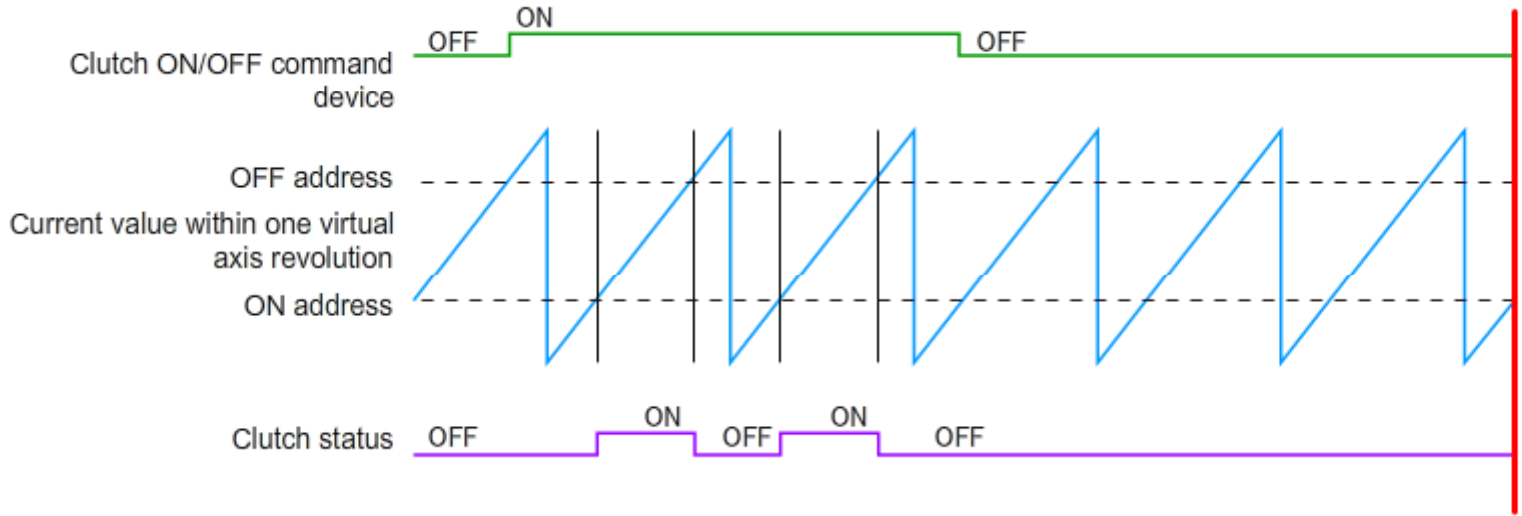 ON
OFF
OFF
Clutch ON/OFF command
device
OFF address
Current value within one virtual
axis revolution
ON address
ON
ON
Clutch status
OFF
OFF
OFF